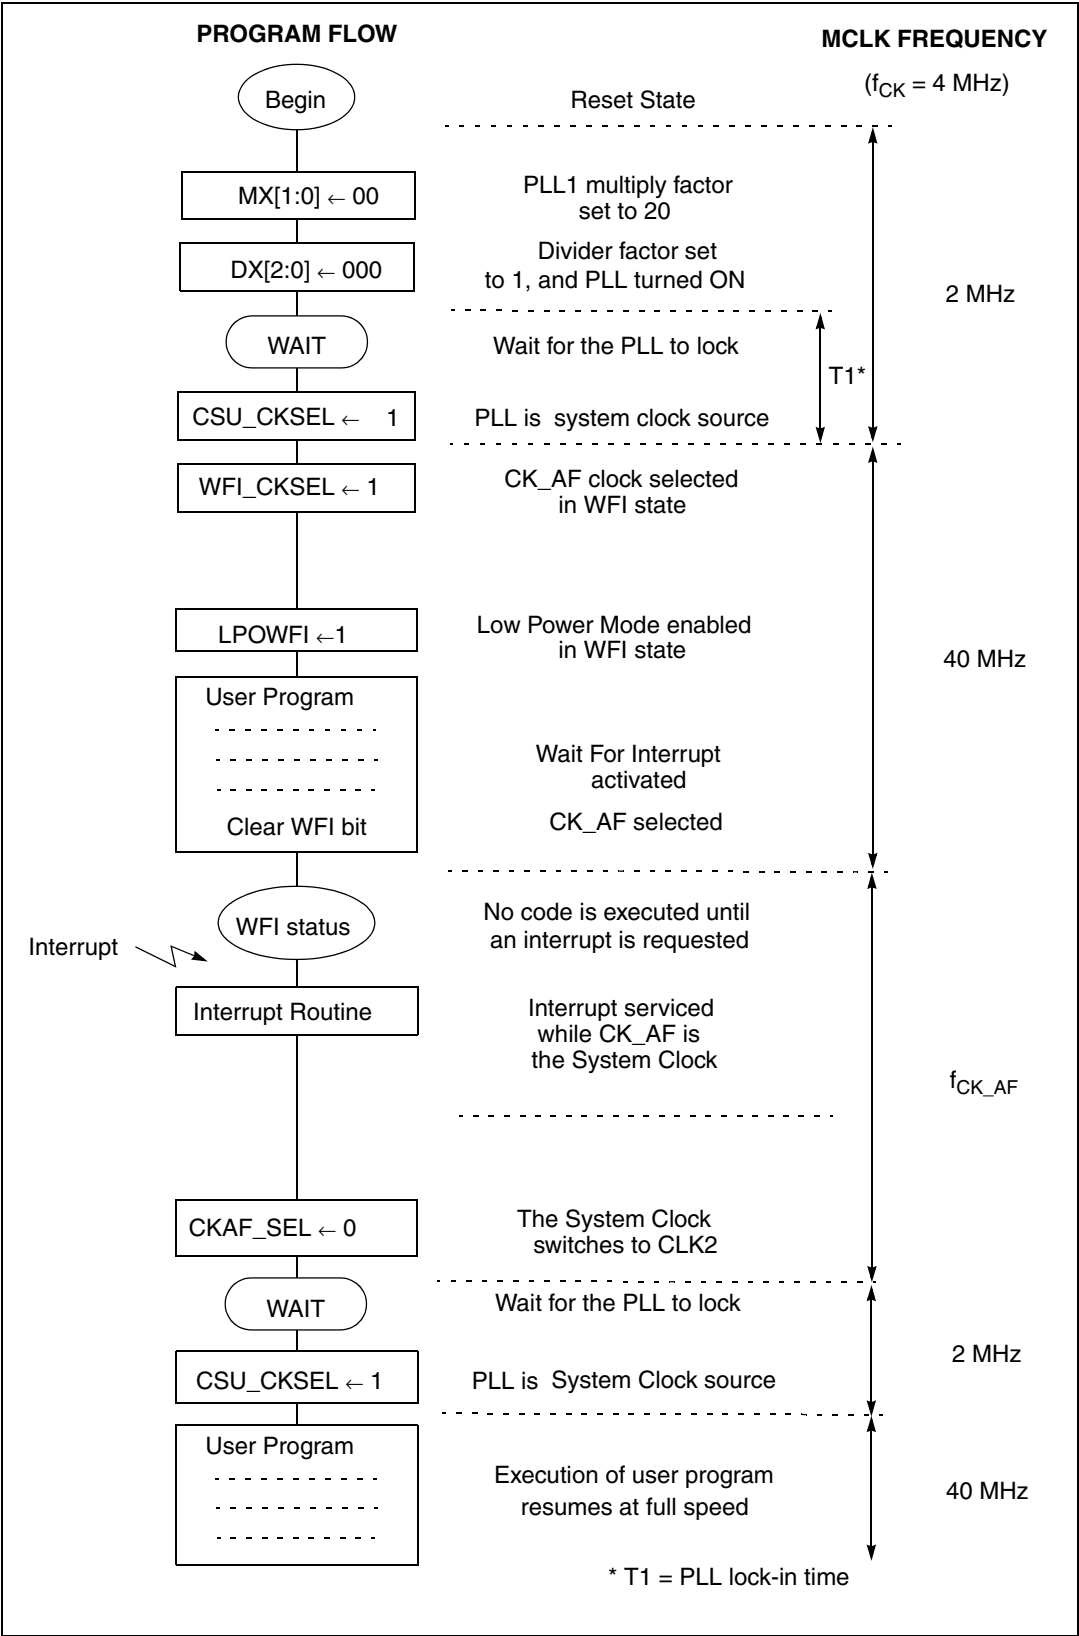 PROGRAM FLOW
MCLK FREQUENCY
(fCK = 4 MHz)
Begin
Reset State
MX[1:0] ← 00
PLL1 multiply factor
set to 20
DX[2:0] ← 000
Divider factor set
to 1, and PLL turned ON
2 MHz
WAIT
Wait for the PLL to lock
T1*
CSU_CKSEL ← 1
PLL is system clock source
WFI_CKSEL ← 1
CK_AF clock selected
in WFI state
LPOWFI ←1
Low Power Mode enabled
in WFI state
40 MHz
User Program
Wait For Interrupt
activated
Clear WFI bit
CK_AF selected
WFI status
No code is executed until
an interrupt is requested
Interrupt
Interrupt Routine
Interrupt serviced
while CK_AF is
the System Clock
fCK_AF
CKAF_SEL ← 0
The System Clock
switches to CLK2
WAIT
Wait for the PLL to lock
2 MHz
CSU_CKSEL ← 1
PLL is System Clock source
User Program
Execution of user program
resumes at full speed
40 MHz
* T1 = PLL lock-in time